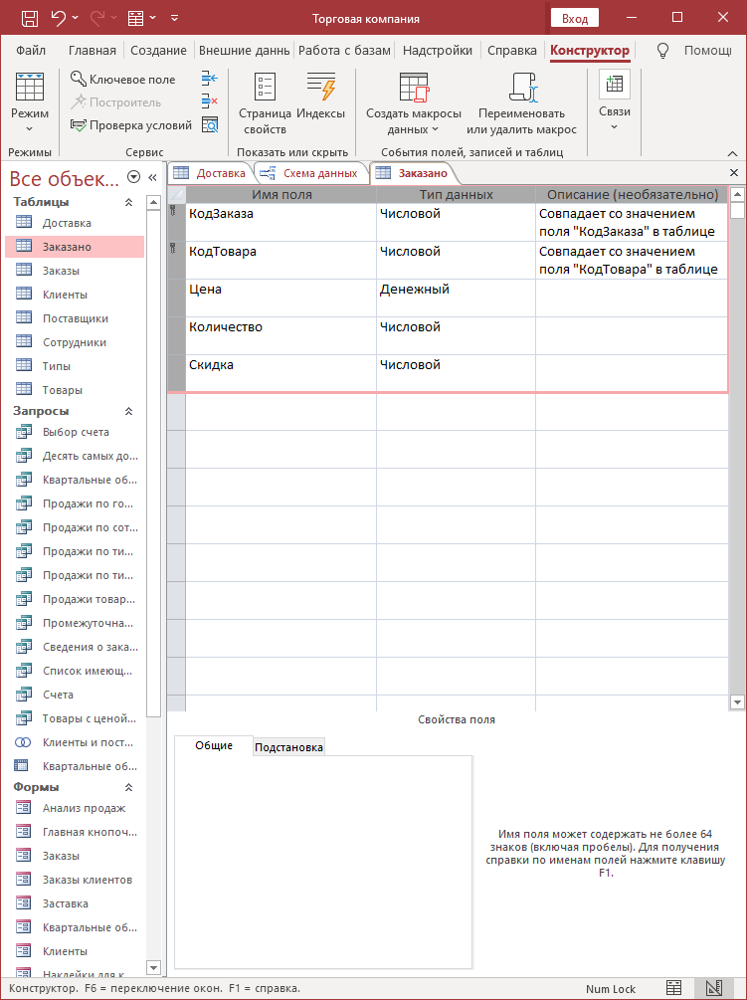 Торговая компания
Вход
Файл Главная Создание Внешние даннь Работа с базам Надстройки Справка Конструктор Помощь
Режим
Режимы
Ключевое поле
Построитель
Проверка условий
Сервис
Страница свойств
Индексы
Показать или скрыть
Создать макросы данных
Переименовать или удалить макрос
События полей, записей и таблиц
Связи
Все объек...
Таблицы
Доставка
Заказано
Заказы
Клиенты
Поставщики
Сотрудники
Типы
Товары
Запросы
Выбор счета
Десять самых до...
Квартальные об...
Продажи по го...
Продажи по сот...
Продажи по ти...
Продажи по ти...
Продажи товар...
Промежуточна...
Сведения о зака...
Список имеющ...
Счета
Товары с ценой...
Клиенты и пост...
Квартальные об...
Формы
Анализ продаж
Главная кнопоч...
Заказы
Заказы клиентов
Заставка
Квартальные об...
Клиенты
Наклейки для к
Доставка Схема данных Заказано
Имя поля Тип данных Описание (необязательно)
КодЗаказа Числовой Совпадает со значением
поля "КодЗаказа" в таблице
КодТовара Числовой Совпадает со значением
поля "КодТовара" в таблице
Цена Денежный
Количество Числовой
Скидка Числовой
Свойства поля
Общие Подстановка
Имя поля может содержать не более 64
знаков (включая пробелы). Для получения
справки по именам полей нажмите клавишу
F1.
Конструктор. F6 = переключение окон. F1 = справка.
Num Lock